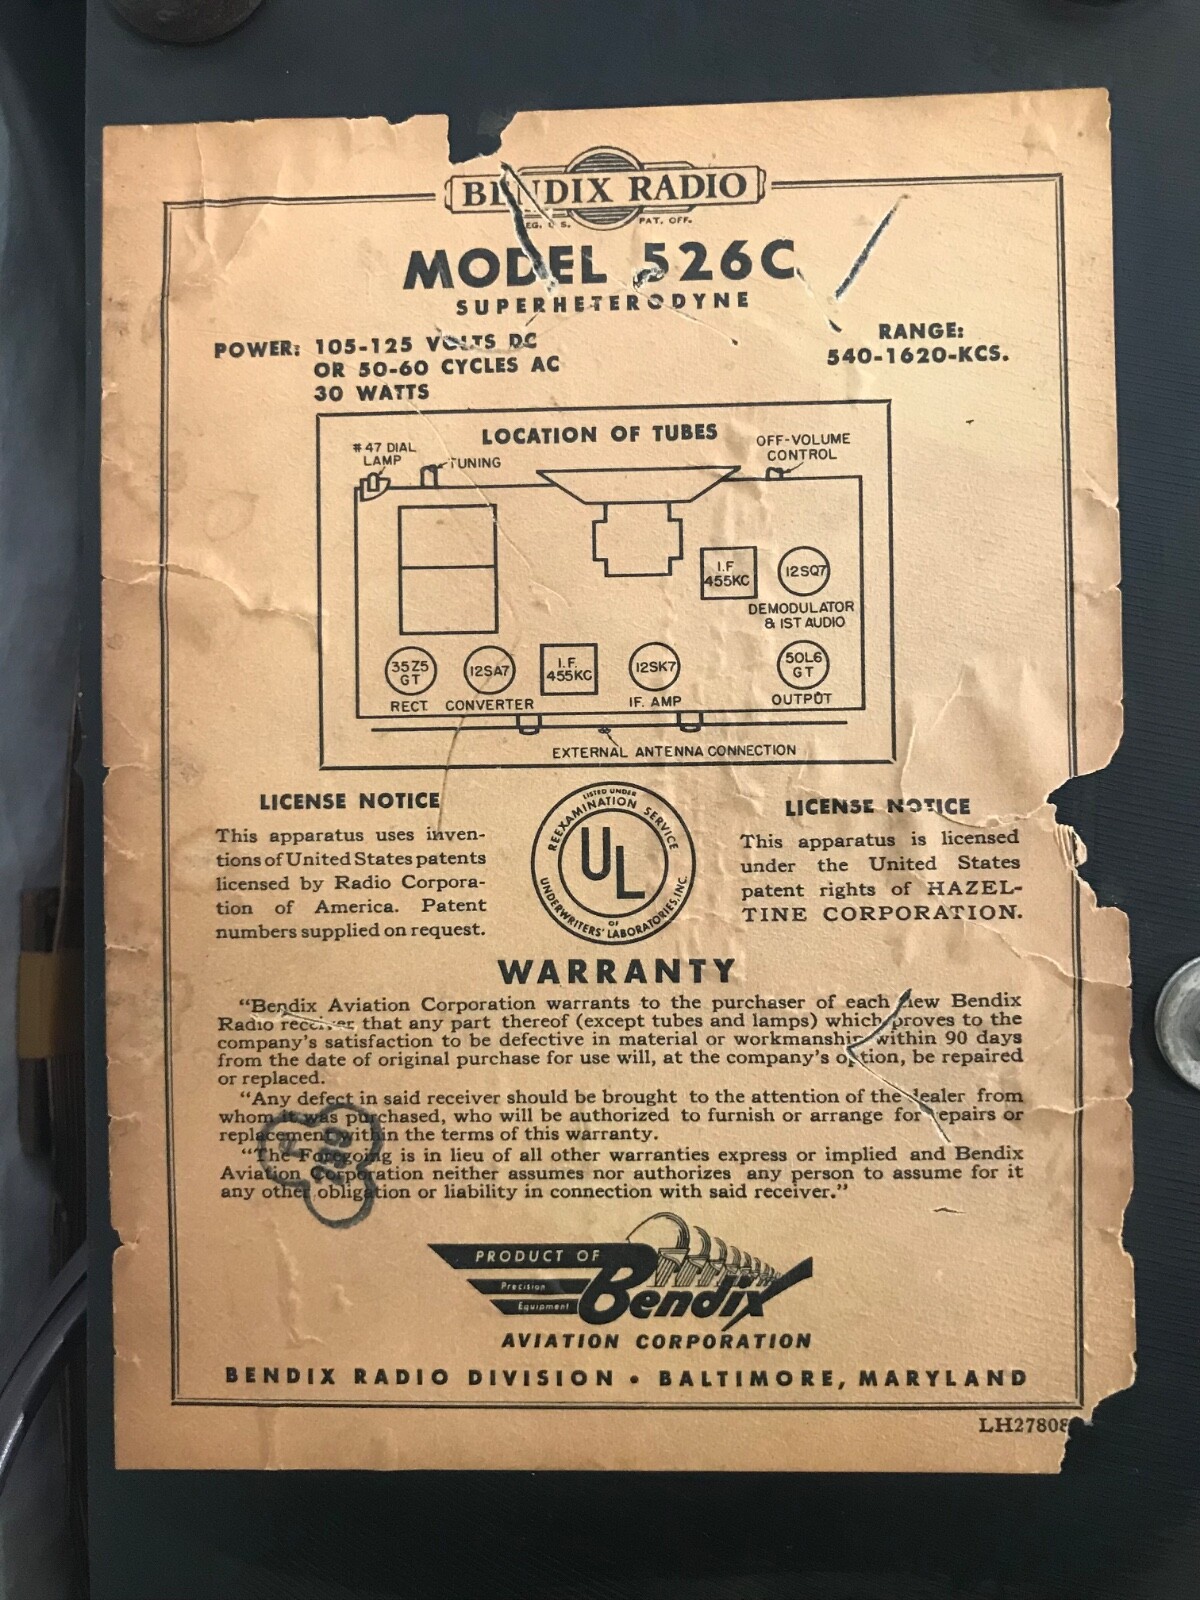 BENDIX RADIO
REG. U.S. PAT. OFF.
MODEL 526C
SUPERHETERODYNE
POWER: 105-125 VOLTS DC
OR 50-60 CYCLES AC
30 WATTS
RANGE:
540-1620-KCS.
LOCATION OF TUBES
#47 DIAL
LAMP
TUNING
OFF-VOLUME
CONTROL
I.F
455KC
12SQ7
DEMODULATOR
& IST AUDIO
35Z5
GT
RECT.
12SA7
CONVERTER
I.F.
455KC
12SK7
IF. AMP
50L6
GT
OUTPUT
EXTERNAL ANTENNA CONNECTION
LICENSE NOTICE
This apparatus uses inven-
tions of United States patents
licensed by Radio Corpora-
tion of America. Patent
numbers supplied on request.
LISTED UNDER
REEXAMINATION SERVICE
UL
OF
UNDERWRITERS' LABORATORIES, INC.
LICENSE NOTICE
This apparatus is licensed
under the United States
patent rights of HAZEL-
TINE CORPORATION.
WARRANTY
"Bendix Aviation Corporation warrants to the purchaser of each new Bendix
Radio receiver that any part thereof (except tubes and lamps) which proves to the
company's satisfaction to be defective in material or workmanship within 90 days
from the date of original purchase for use will, at the company's option, be repaired
or replaced.
"Any defect in said receiver should be brought to the attention of the dealer from
whom it was purchased, who will be authorized to furnish or arrange for repairs or
replacement within the terms of this warranty.
"The Foregoing is in lieu of all other warranties express or implied and Bendix
Aviation Corporation neither assumes nor authorizes any person to assume for it
any other obligation or liability in connection with said receiver."
PRODUCT OF
Precision
Equipment
Bendix
AVIATION CORPORATION
BENDIX RADIO DIVISION • BALTIMORE, MARYLAND
LH27808